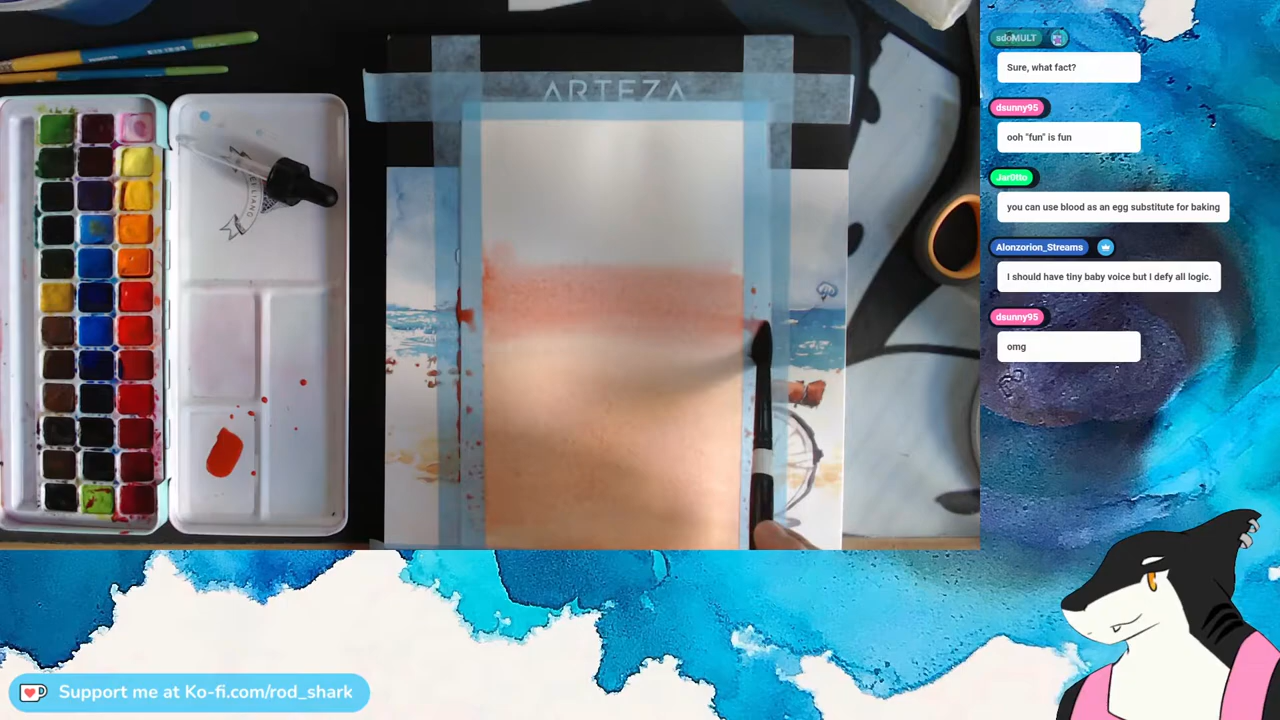 ARTEZA
sdoMULT
Sure, what fact?
dsunny95
ooh "fun" is fun
Jar0tto
you can use blood as an egg substitute for baking
Alonzorion_Streams
I should have tiny baby voice but I defy all logic.
dsunny95
omg
Support me at Ko-fi.com/rod_shark